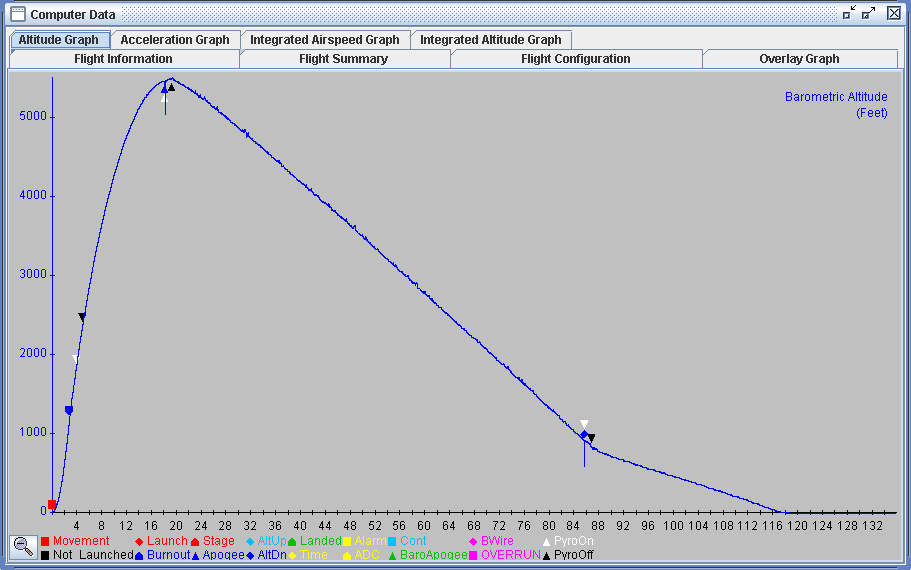 Computer Data
Altitude Graph Acceleration Graph Integrated Airspeed Graph Integrated Altitude Graph
Flight Information Flight Summary Flight Configuration Overlay Graph
Barometric Altitude
(Feet)
5000
4000
3000
2000
1000
0
4 8 12 16 20 24 28 32 36 40 44 48 52 56 60 64 68 72 76 80 84 88 92 96 100 104 108 112 116 120 124 128 132
Movement Launch Stage AltUp Landed Alarm Cont BWire PyroOn
Not Launched Burnout Apogee AltDn Time ADC BaroApogee OVERRUN PyroOff